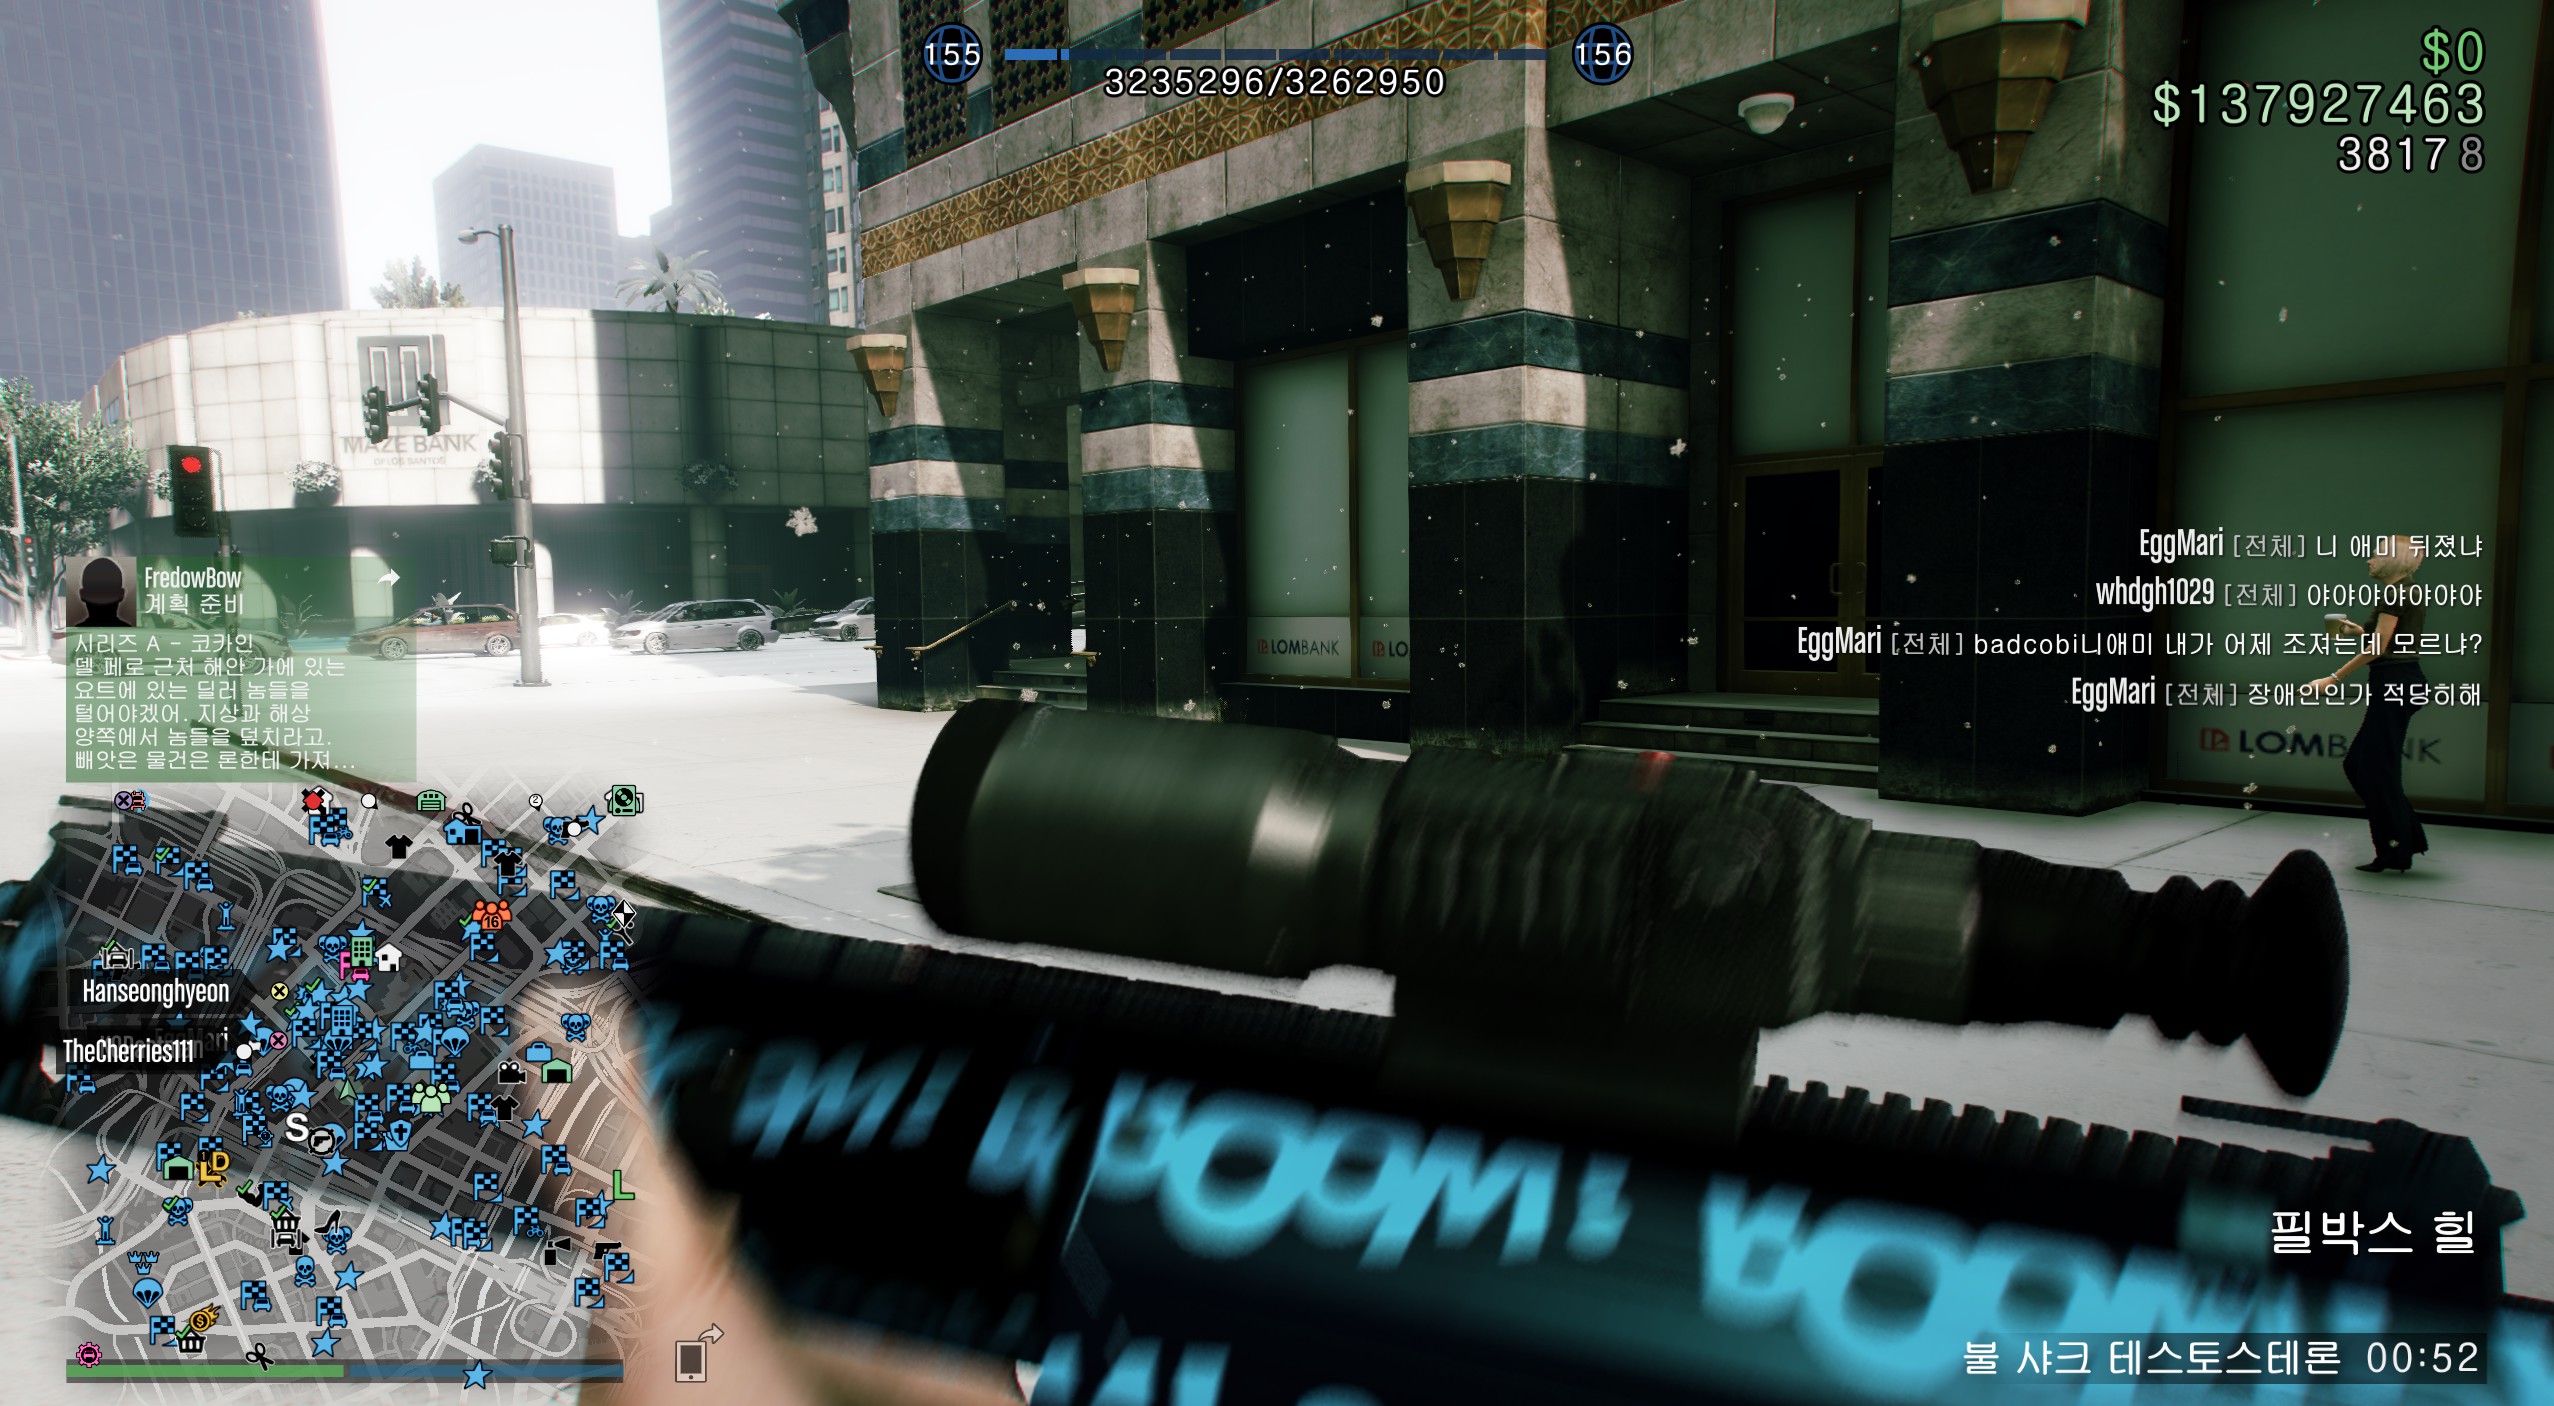 155
156
3235296/3262950
$0
$137927463
3817 8
MAZE BANK
OF LOS SANTOS
EggMari [전체] 니 애미 뒤졌냐
whdgh1029 [전체] 야야야야야야야
EggMari [전체] badcobi니애미 내가 어제 조져는데 모르냐?
EggMari [전체] 장애인인가 적당히해
FredowBow
계획 준비
시리즈 A - 코카인
델 페로 근처 해안 가에 있는
요트에 있는 딜러 놈들을
털어야겠어. 지상과 해상
양쪽에서 놈들을 덮치라고.
빼앗은 물건은 론한테 가져...
LOMBANK
LO
LOMBANK
2
16
Hanseonghyeon
TheCherries111
S
L
D
L
BOOM!
필박스 힐
불 샤크 테스토스테론 00:52